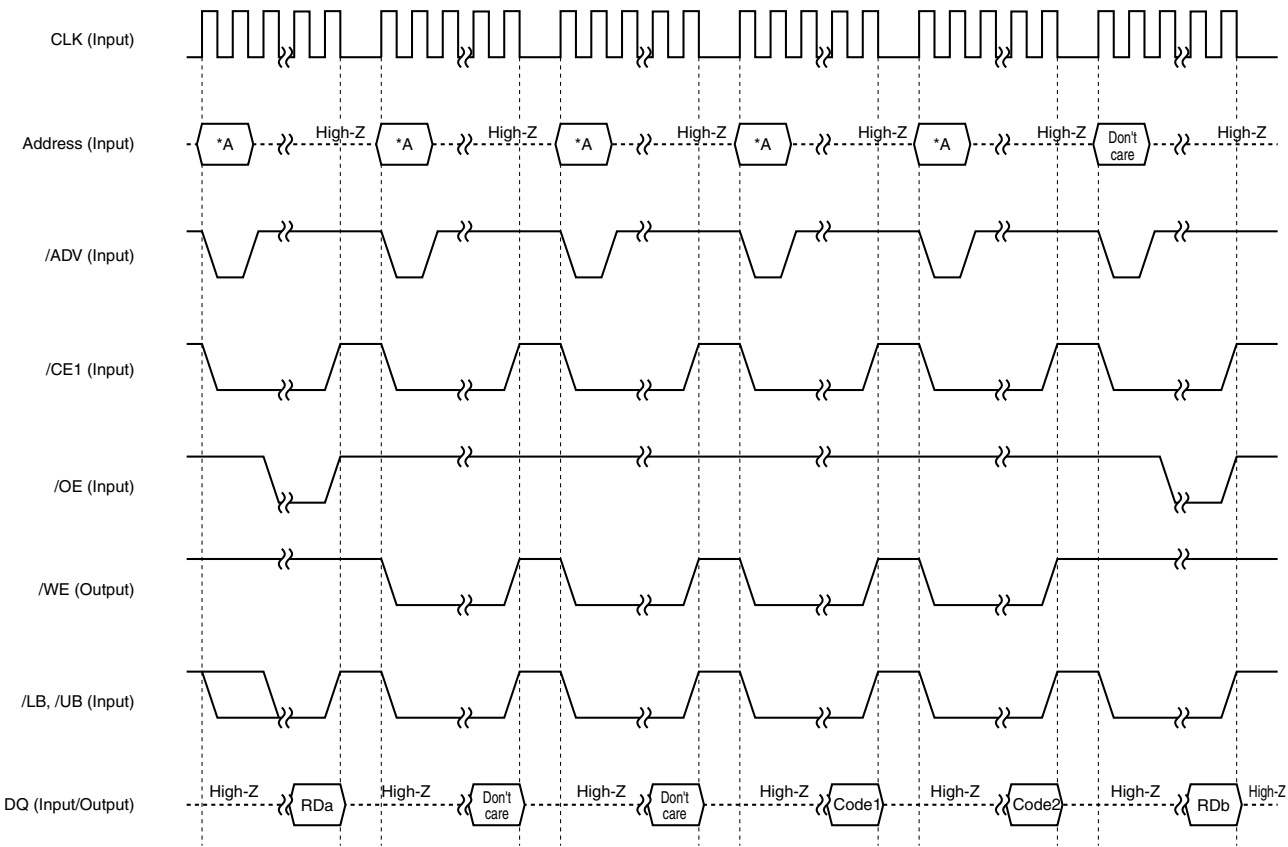 CLK (Input)
Address (Input)
*A
High-Z
*A
High-Z
*A
High-Z
*A
High-Z
*A
High-Z
Don't
care
High-Z
/ADV (Input)
/CE1 (Input)
/OE (Input)
/WE (Output)
/LB, /UB (Input)
DQ (Input/Output)
High-Z
RDa
High-Z
Don't
care
High-Z
Don't
care
High-Z
Code1
High-Z
Code2
High-Z
RDb
High-Z